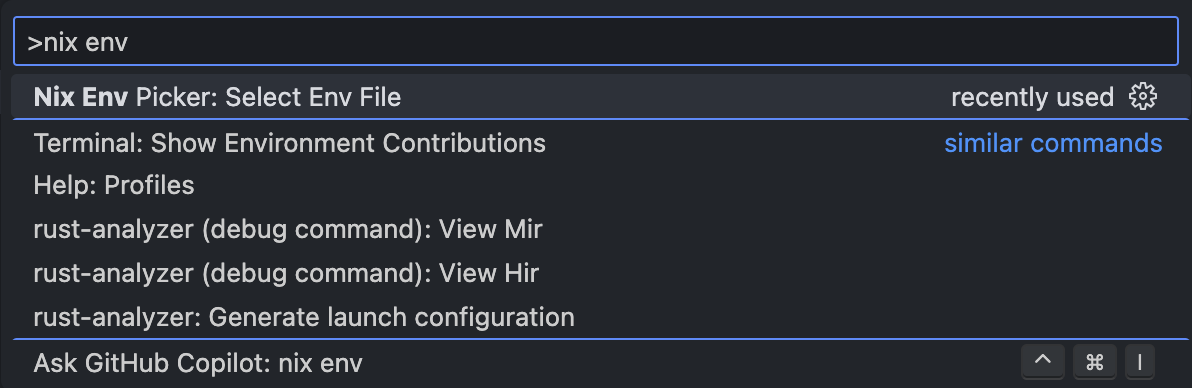 >nix env
Nix Env Picker: Select Env File recently used
Terminal: Show Environment Contributions similar commands
Help: Profiles
rust-analyzer (debug command): View Mir
rust-analyzer (debug command): View Hir
rust-analyzer: Generate launch configuration
Ask GitHub Copilot: nix env ^ ⌘ I